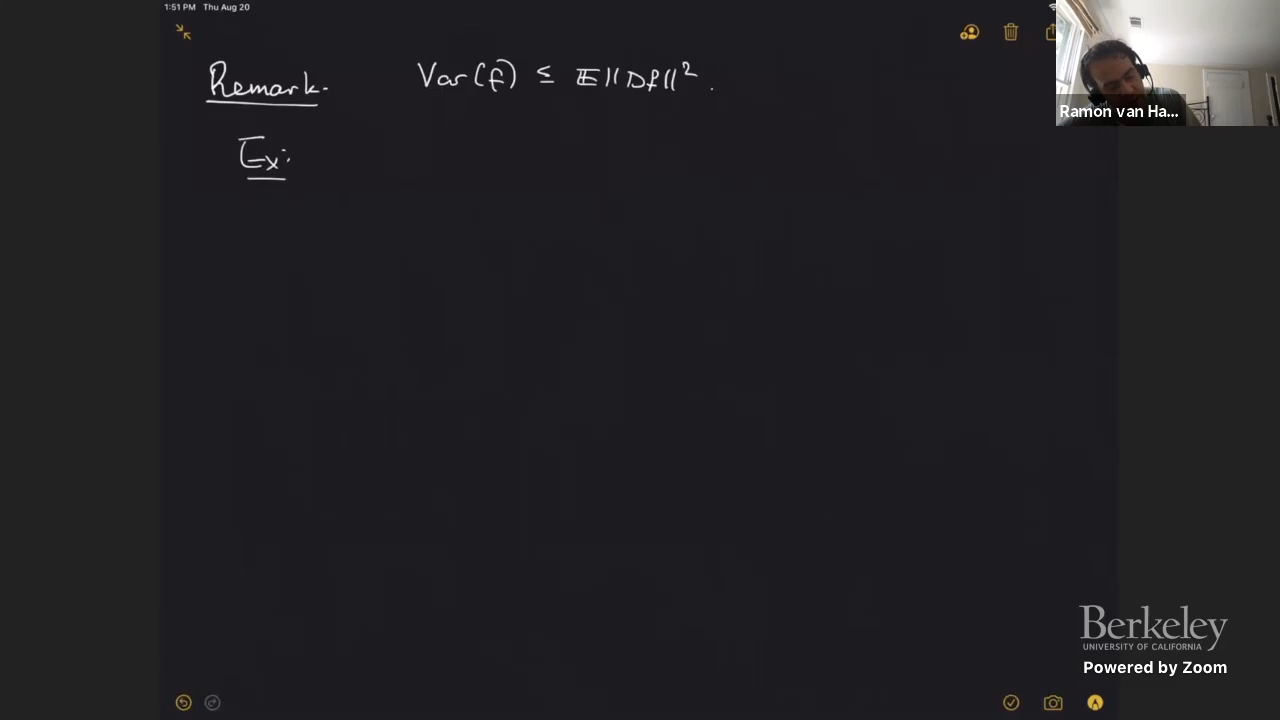 1:51 PM Thu Aug 20
Remark. Var(f) ≤ 𝔼||Df||².
Ex:
Ramon van Ha...
Berkeley
UNIVERSITY OF CALIFORNIA
Powered by Zoom